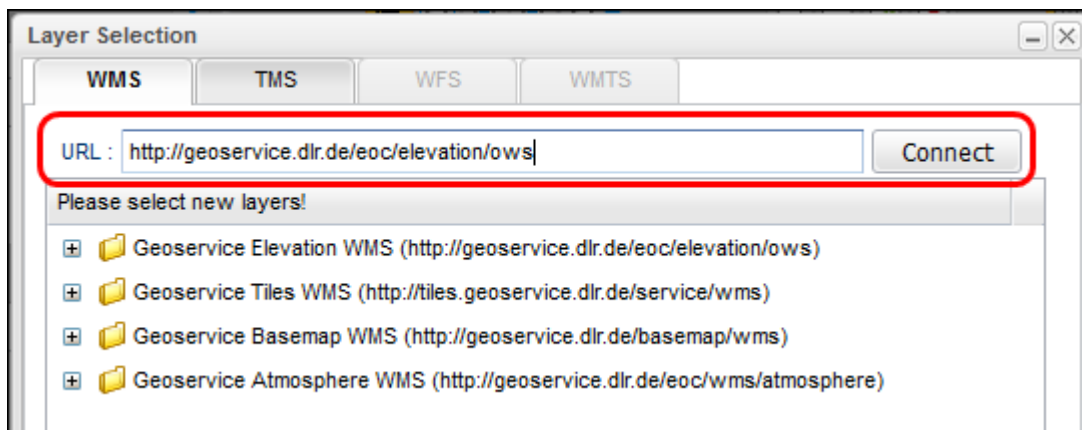 Layer Selection
WMS TMS WFS WMTS
URL : http://geoservice.dlr.de/eoc/elevation/ows Connect
Please select new layers!
Geoservice Elevation WMS (http://geoservice.dlr.de/eoc/elevation/ows)
Geoservice Tiles WMS (http://tiles.geoservice.dlr.de/service/wms)
Geoservice Basemap WMS (http://geoservice.dlr.de/basemap/wms)
Geoservice Atmosphere WMS (http://geoservice.dlr.de/eoc/wms/atmosphere)